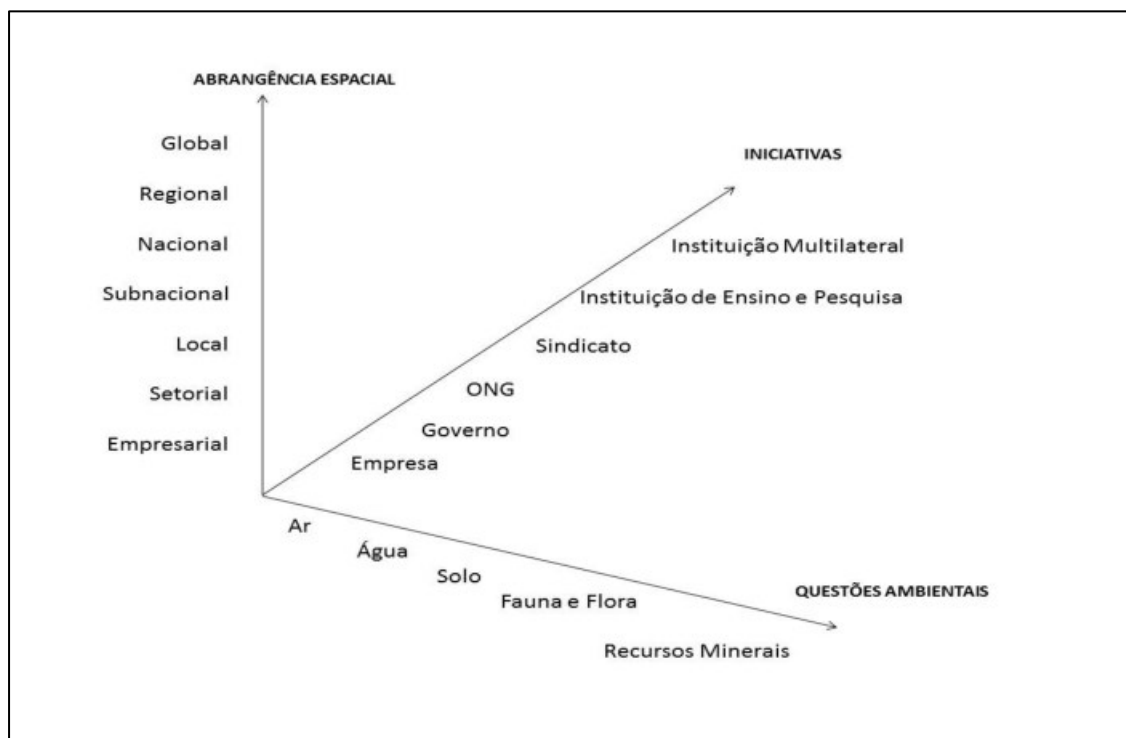 ABRANGÊNCIA ESPACIAL
Global
Regional
Nacional
Subnacional
Local
Setorial
Empresarial
INICIATIVAS
Instituição Multilateral
Instituição de Ensino e Pesquisa
Sindicato
ONG
Governo
Empresa
Ar
Água
Solo
Fauna e Flora
Recursos Minerais
QUESTÕES AMBIENTAIS